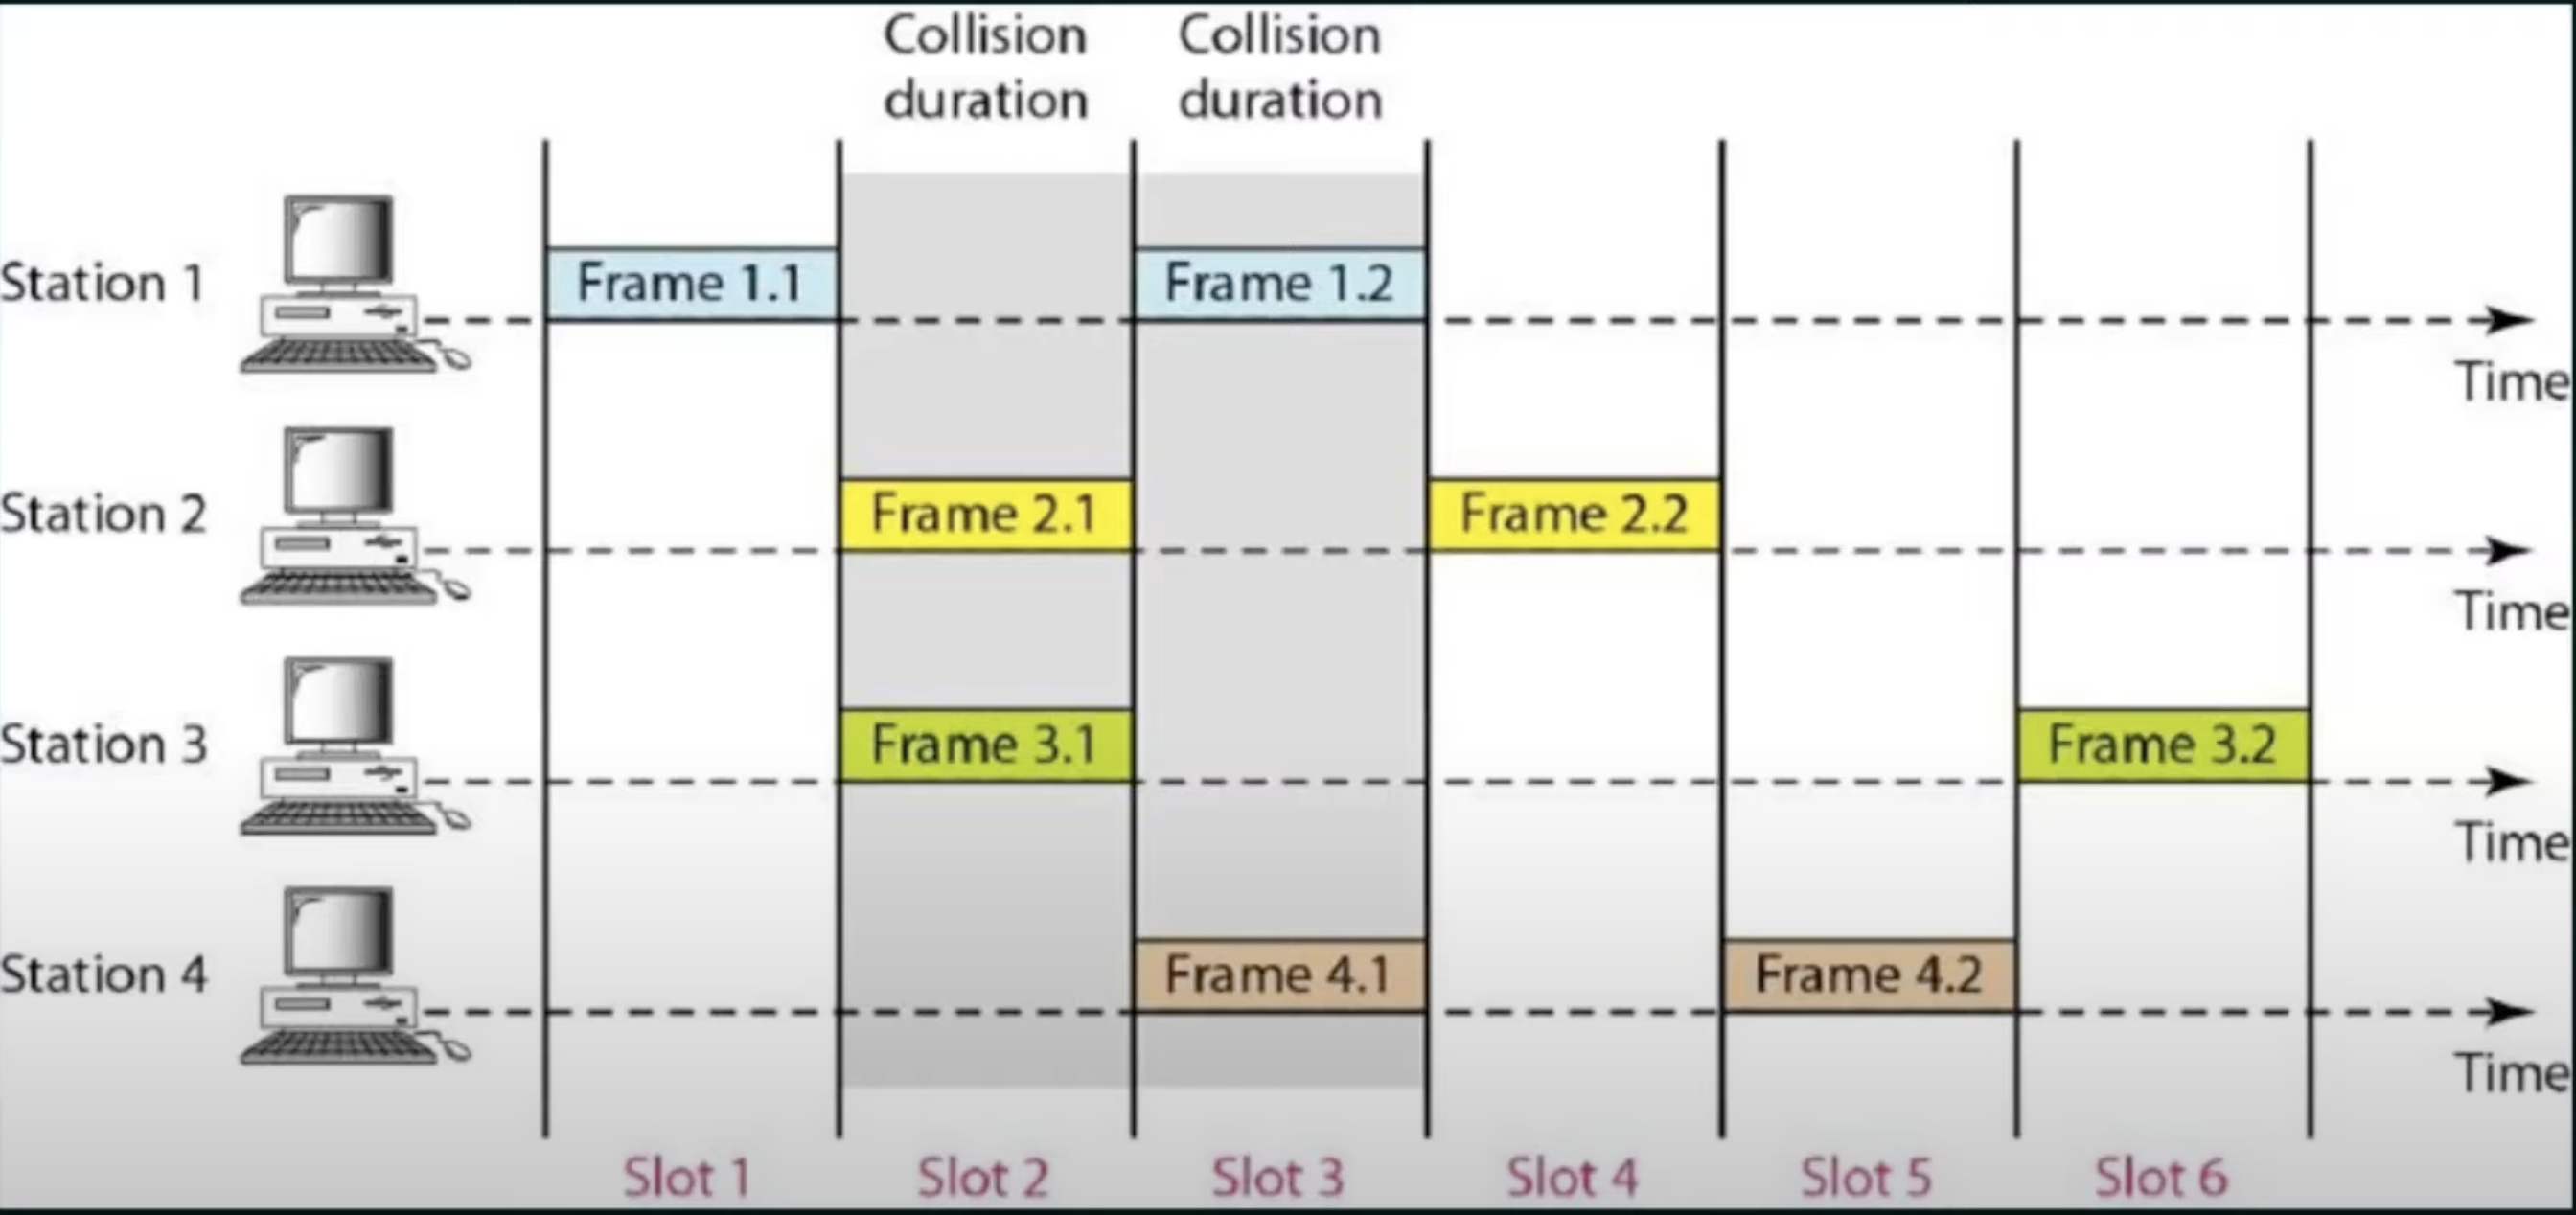 Collision duration
Collision duration
Station 1
Frame 1.1
Frame 1.2
Time
Station 2
Frame 2.1
Frame 2.2
Time
Station 3
Frame 3.1
Frame 3.2
Time
Station 4
Frame 4.1
Frame 4.2
Time
Slot 1
Slot 2
Slot 3
Slot 4
Slot 5
Slot 6